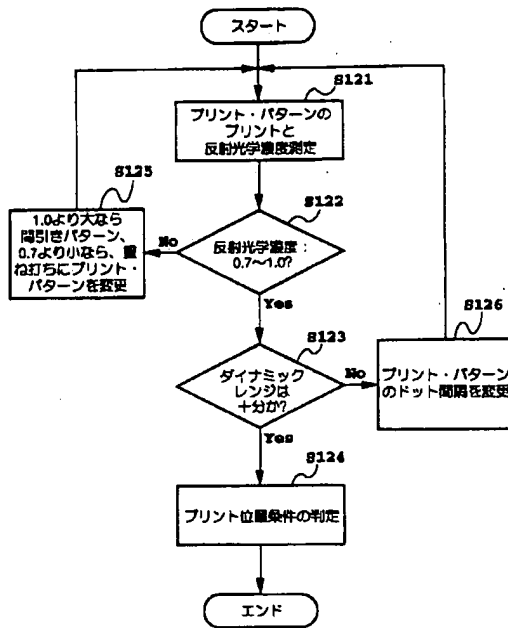 スタート
S121
プリント・パターンの
プリントと
反射光学濃度測定
S125
1.0より大なら
間引きパターン、
0.7より小なら、重
ね打ちにプリント・
パターンを変更
S122
反射光学濃度：
0.7〜1.0?
No
Yes
S123
ダイナミック
レンジは
十分か?
No
Yes
S126
プリント・パターン
のドット間隔を変更
S124
プリント位置条件の判定
エンド